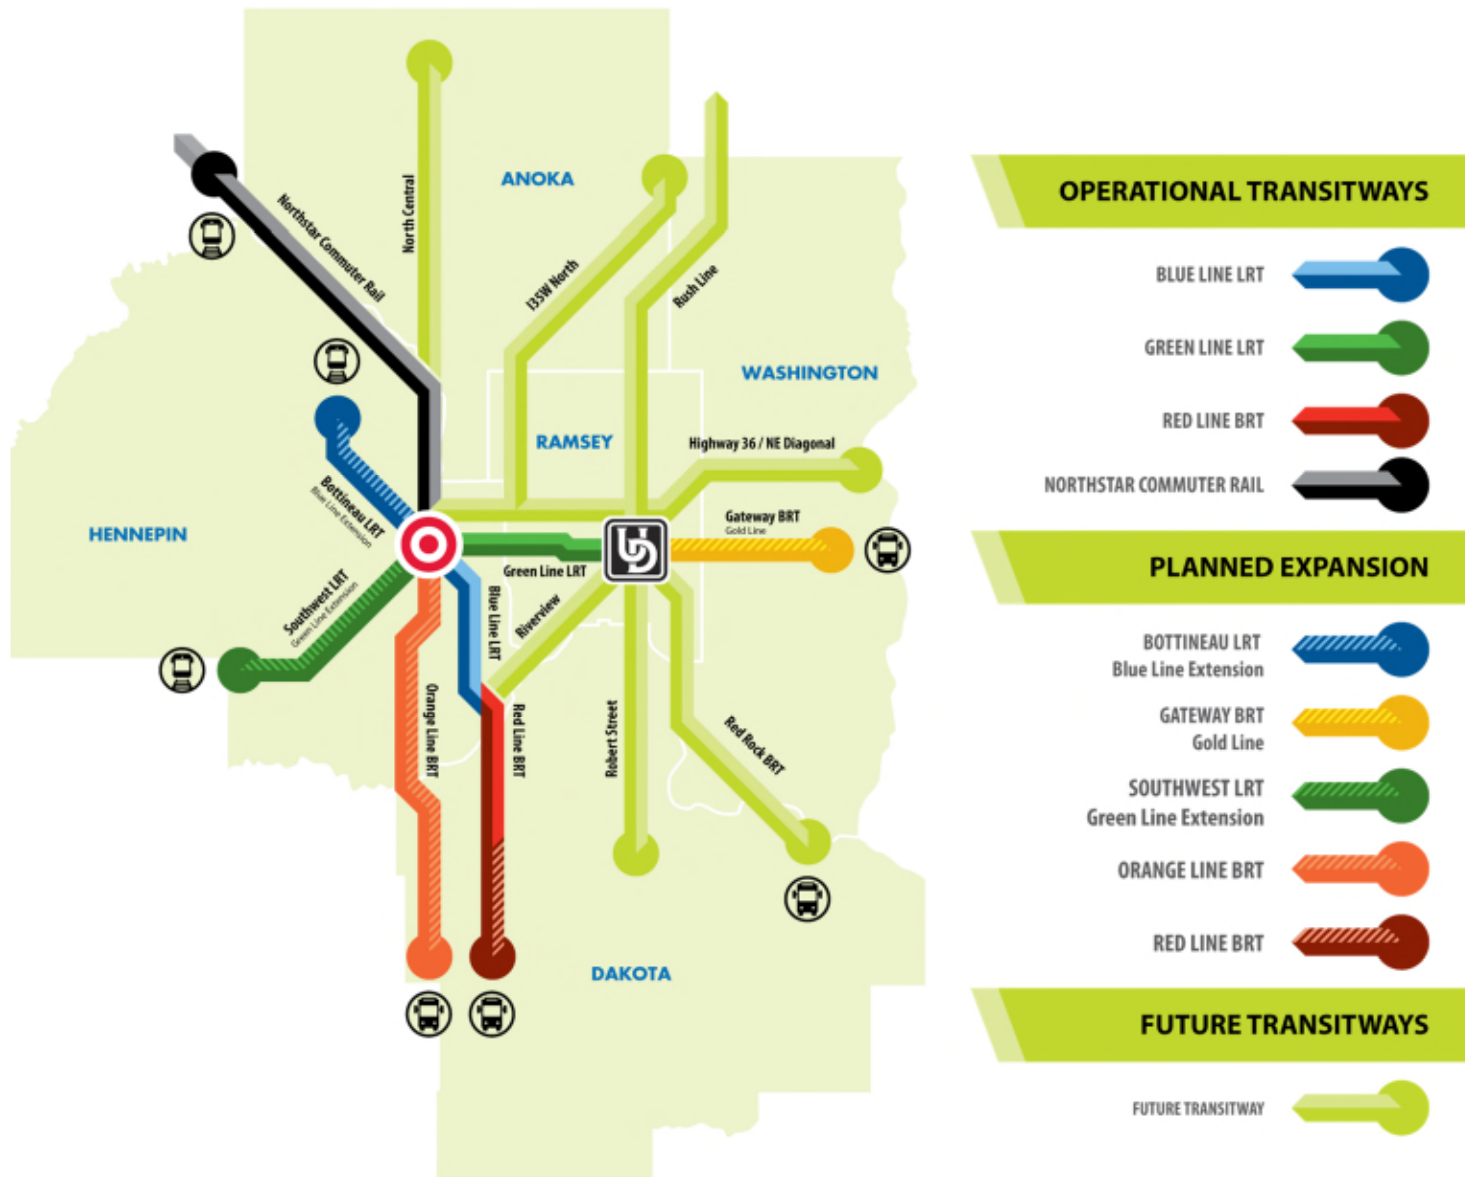 ANOKA
North Central
Northstar Commuter Rail
I35W North
Rush Line
WASHINGTON
RAMSEY
Highway 36 / NE Diagonal
Bottineau LRT
Blue Line Extension
HENNEPIN
Gateway BRT
Gold Line
Green Line LRT
UD
Southwest LRT
Green Line Extension
Blue Line LRT
Riverview
Orange Line BRT
Red Line BRT
Robert Street
Red Rock BRT
DAKOTA
OPERATIONAL TRANSITWAYS
BLUE LINE LRT
GREEN LINE LRT
RED LINE BRT
NORTHSTAR COMMUTER RAIL
PLANNED EXPANSION
BOTTINEAU LRT
Blue Line Extension
GATEWAY BRT
Gold Line
SOUTHWEST LRT
Green Line Extension
ORANGE LINE BRT
RED LINE BRT
FUTURE TRANSITWAYS
FUTURE TRANSITWAY